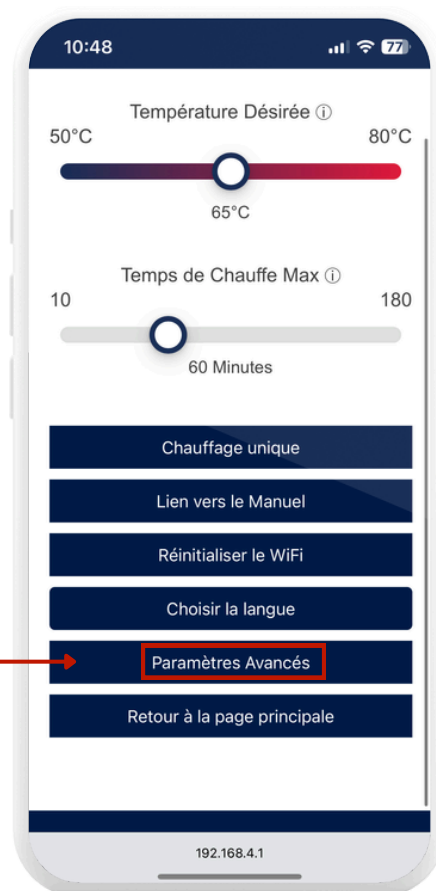 10:48
77
Température Désirée ⓘ
50°C
80°C
65°C
Temps de Chauffe Max ⓘ
10
180
60 Minutes
Chauffage unique
Lien vers le Manuel
Réinitialiser le WiFi
Choisir la langue
Paramètres Avancés
Retour à la page principale
192.168.4.1